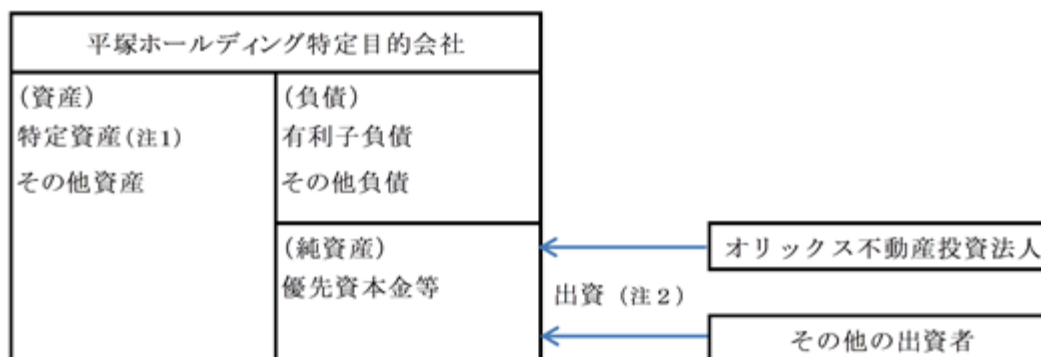 平塚ホールディング特定目的会社
(資産)
特定資産(注1)
その他資産
(負債)
有利子負債
その他負債
(純資産)
優先資本金等
出資(注2)
オリックス不動産投資法人
その他の出資者